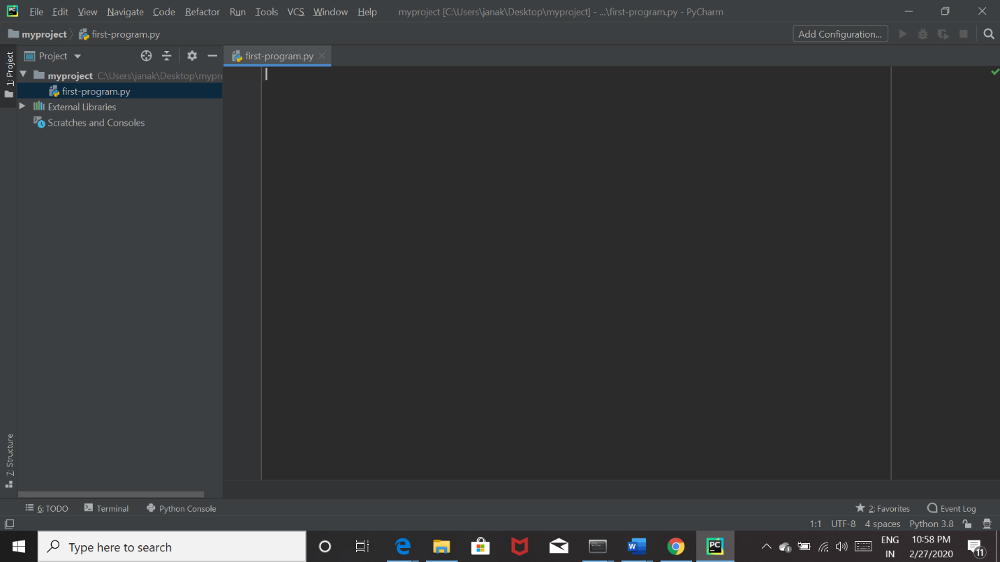 File Edit View Navigate Code Refactor Run Tools VCS Window Help myproject [C:\Users\janak\Desktop\myproject] - ...\first-program.py - PyCharm
myproject first-program.py Add Configuration...
1: Project
Project
first-program.py
myproject C:\Users\janak\Desktop\mypr
first-program.py
External Libraries
Scratches and Consoles
7: Structure
6: TODO Terminal Python Console 2: Favorites Event Log
1:1 UTF-8 4 spaces Python 3.8
Type here to search
ENG
IN
10:58 PM
2/27/2020
11